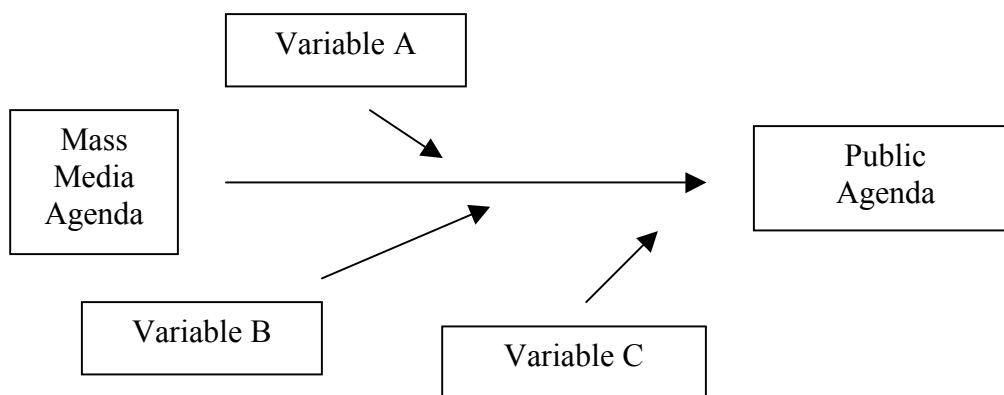 Variable A
Mass
Media
Agenda
Public
Agenda
Variable B
Variable C